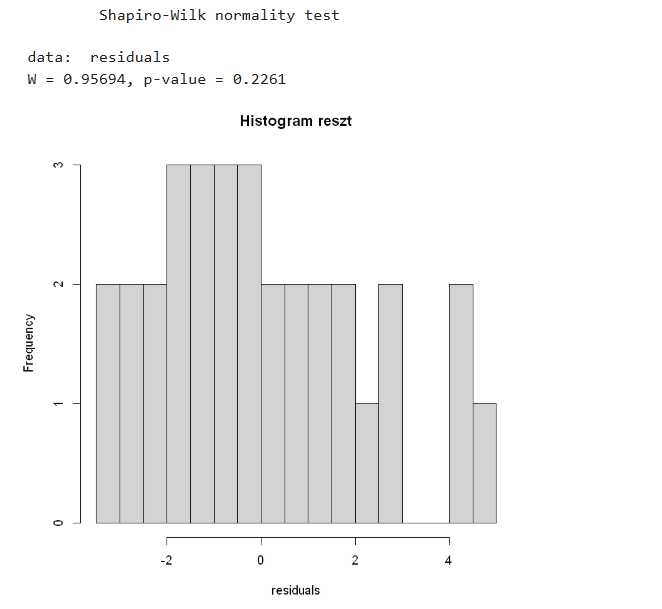 Shapiro-Wilk normality test
data:  residuals
W = 0.95694, p-value = 0.2261
Histogram reszt
3
2
1
0
Frequency
-2 0 2 4
residuals